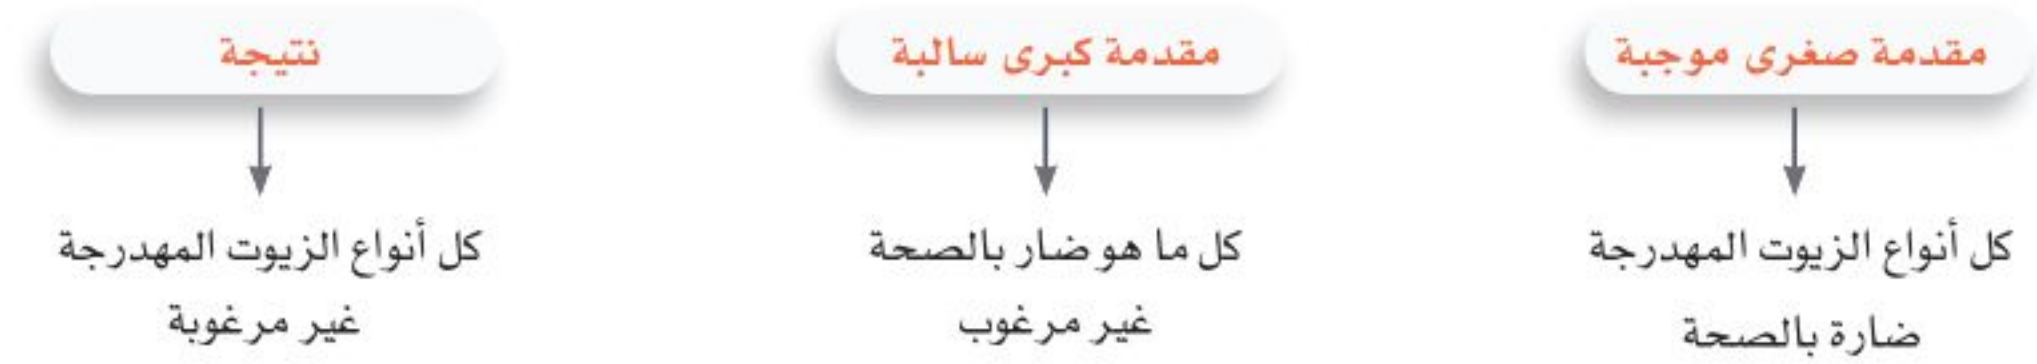 مقدمة صغرى موجبة
كل أنواع الزيوت المهدرجة
ضارة بالصحة
مقدمة كبرى سالبة
كل ما هو ضار بالصحة
غير مرغوب
نتيجة
كل أنواع الزيوت المهدرجة
غير مرغوبة